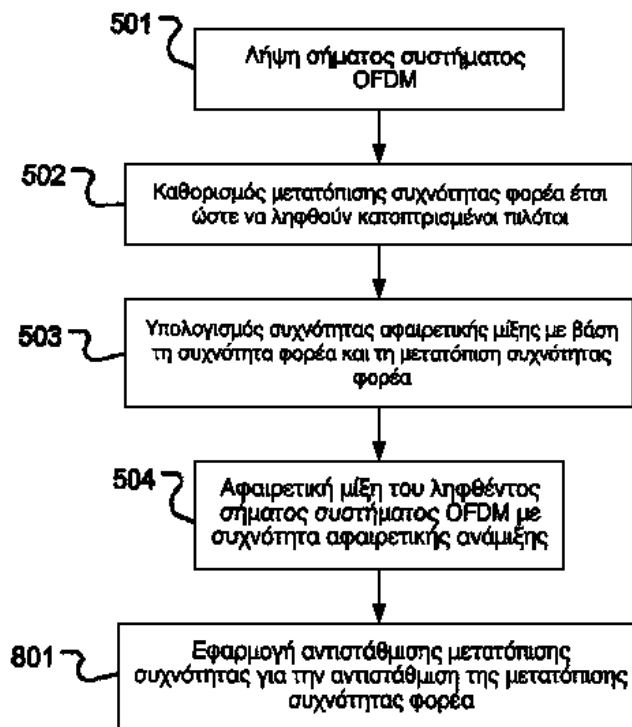 501
Λήψη σήματος συστήματος
OFDM
502
Καθορισμός μετατόπισης συχνότητας φορέα έτσι
ώστε να ληφθούν κατοπτρισμένοι πιλότοι
503
Υπολογισμός συχνότητας αφαιρετικής μίξης με βάση
τη συχνότητα φορέα και τη μετατόπιση συχνότητας
φορέα
504
Αφαιρετική μίξη του ληφθέντος
σήματος συστήματος OFDM με
συχνότητα αφαιρετικής ανάμιξης
801
Εφαρμογή αντιστάθμισης μετατόπισης
συχνότητας για την αντιστάθμιση της μετατόπισης
συχνότητας φορέα